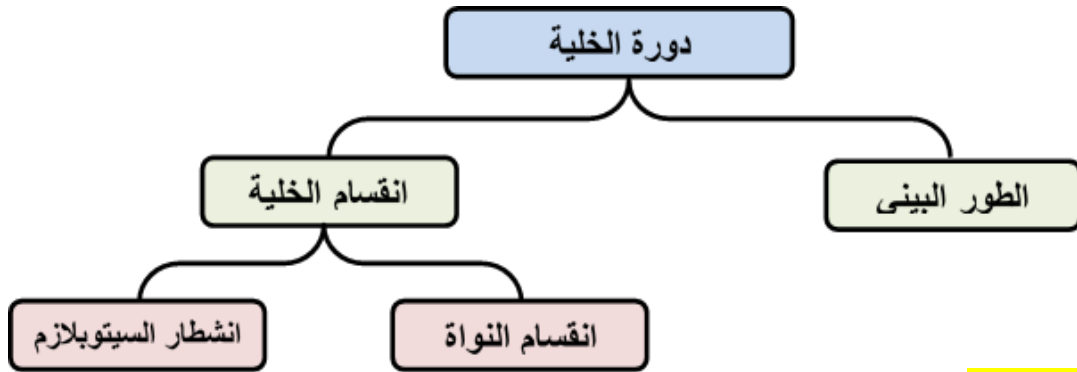 دورة الخلية
الطور البينى
انقسام الخلية
انقسام النواة
انشطار السيتوبلازم